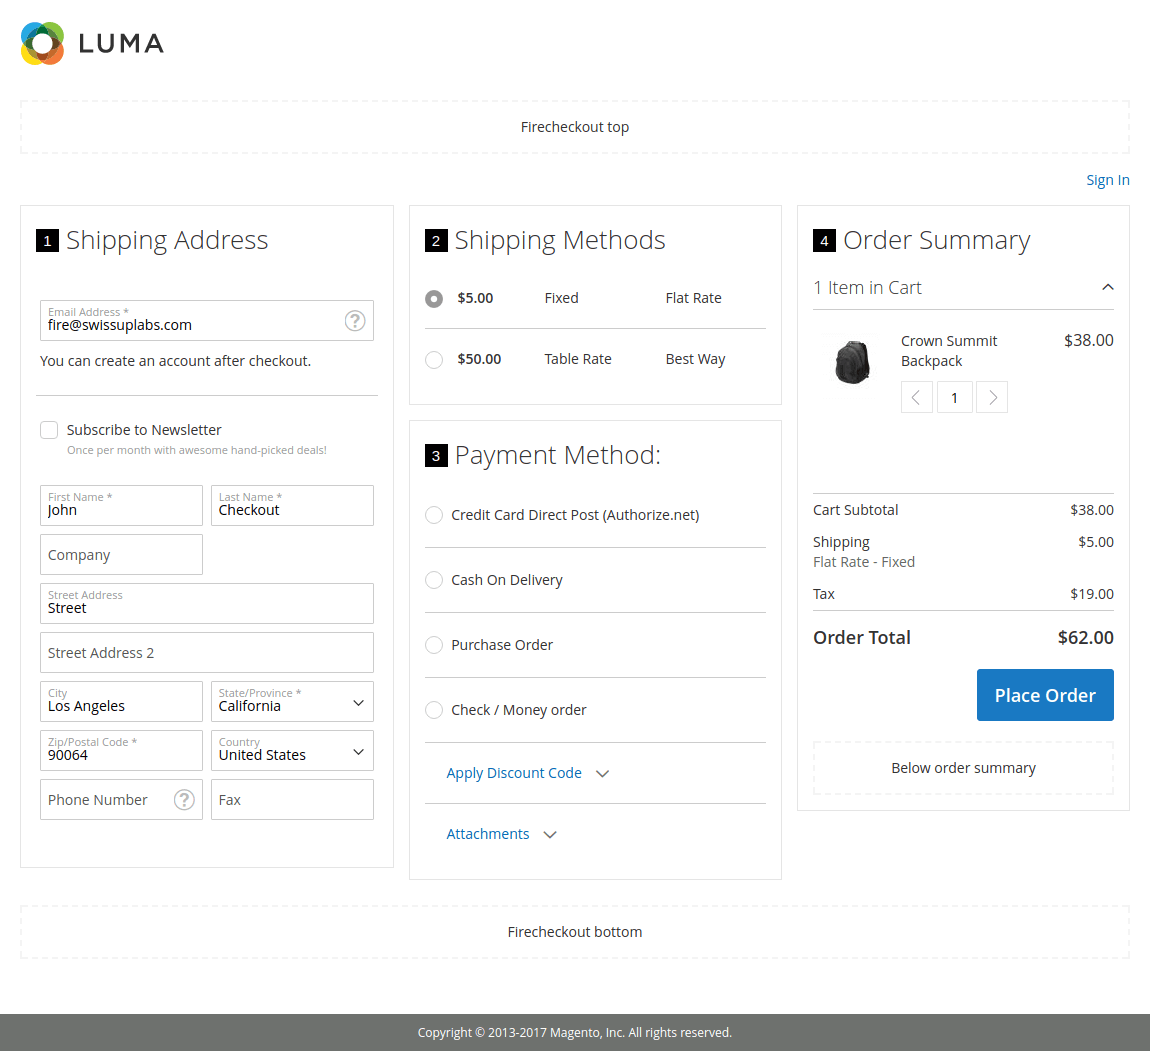 LUMA
Firecheckout top
Sign In
1 Shipping Address
Email Address *
fire@swissuplabs.com
?
You can create an account after checkout.
Subscribe to Newsletter
Once per month with awesome hand-picked deals!
First Name *
John
Last Name *
Checkout
Company
Street Address
Street
Street Address 2
City
Los Angeles
State/Province *
California
Zip/Postal Code *
90064
Country
United States
Phone Number
?
Fax
2 Shipping Methods
$5.00 Fixed Flat Rate
$50.00 Table Rate Best Way
3 Payment Method:
Credit Card Direct Post (Authorize.net)
Cash On Delivery
Purchase Order
Check / Money order
Apply Discount Code
Attachments
4 Order Summary
1 Item in Cart
Crown Summit $38.00
Backpack
1
Cart Subtotal $38.00
Shipping $5.00
Flat Rate - Fixed
Tax $19.00
Order Total $62.00
Place Order
Below order summary
Firecheckout bottom
Copyright © 2013-2017 Magento, Inc. All rights reserved.